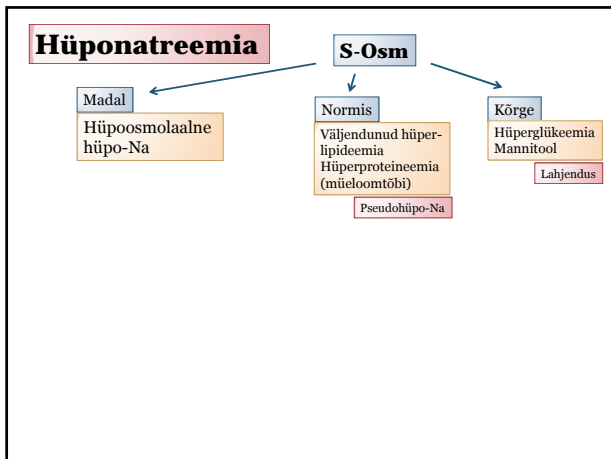 Hüponatreemia
S-Osm
Madal
Hüpoosmolaalne
hüpo-Na
Normis
Väljendunud hüper-
lipideemia
Hüperproteineemia
(müeloomtõbi)
Pseudohüpo-Na
Kõrge
Hüperglükeemia
Mannitool
Lahjendus